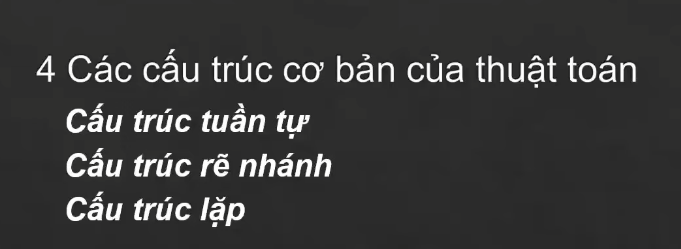 4 Các cấu trúc cơ bản của thuật toán
Cấu trúc tuần tự
Cấu trúc rẽ nhánh
Cấu trúc lặp